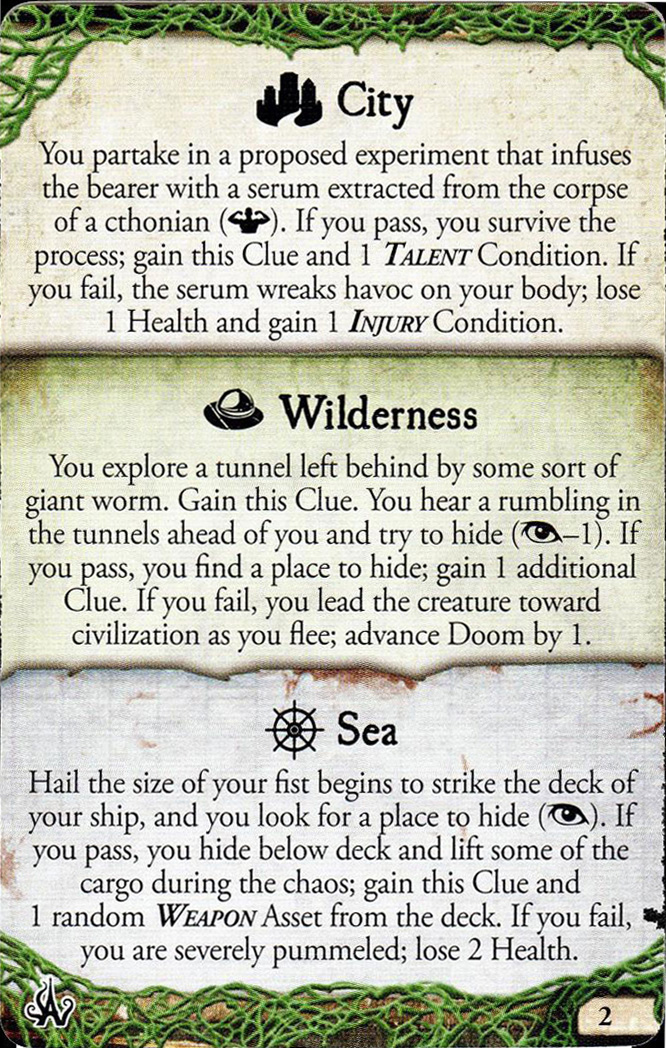 City
You partake in a proposed experiment that infuses
the bearer with a serum extracted from the corpse
of a cthonian ( ). If you pass, you survive the
process; gain this Clue and 1 TALENT Condition. If
you fail, the serum wreaks havoc on your body; lose
1 Health and gain 1 INJURY Condition.
Wilderness
You explore a tunnel left behind by some sort of
giant worm. Gain this Clue. You hear a rumbling in
the tunnels ahead of you and try to hide ( –1). If
you pass, you find a place to hide; gain 1 additional
Clue. If you fail, you lead the creature toward
civilization as you flee; advance Doom by 1.
Sea
Hail the size of your fist begins to strike the deck of
your ship, and you look for a place to hide ( ). If
you pass, you hide below deck and lift some of the
cargo during the chaos; gain this Clue and
1 random WEAPON Asset from the deck. If you fail,
you are severely pummeled; lose 2 Health.
2